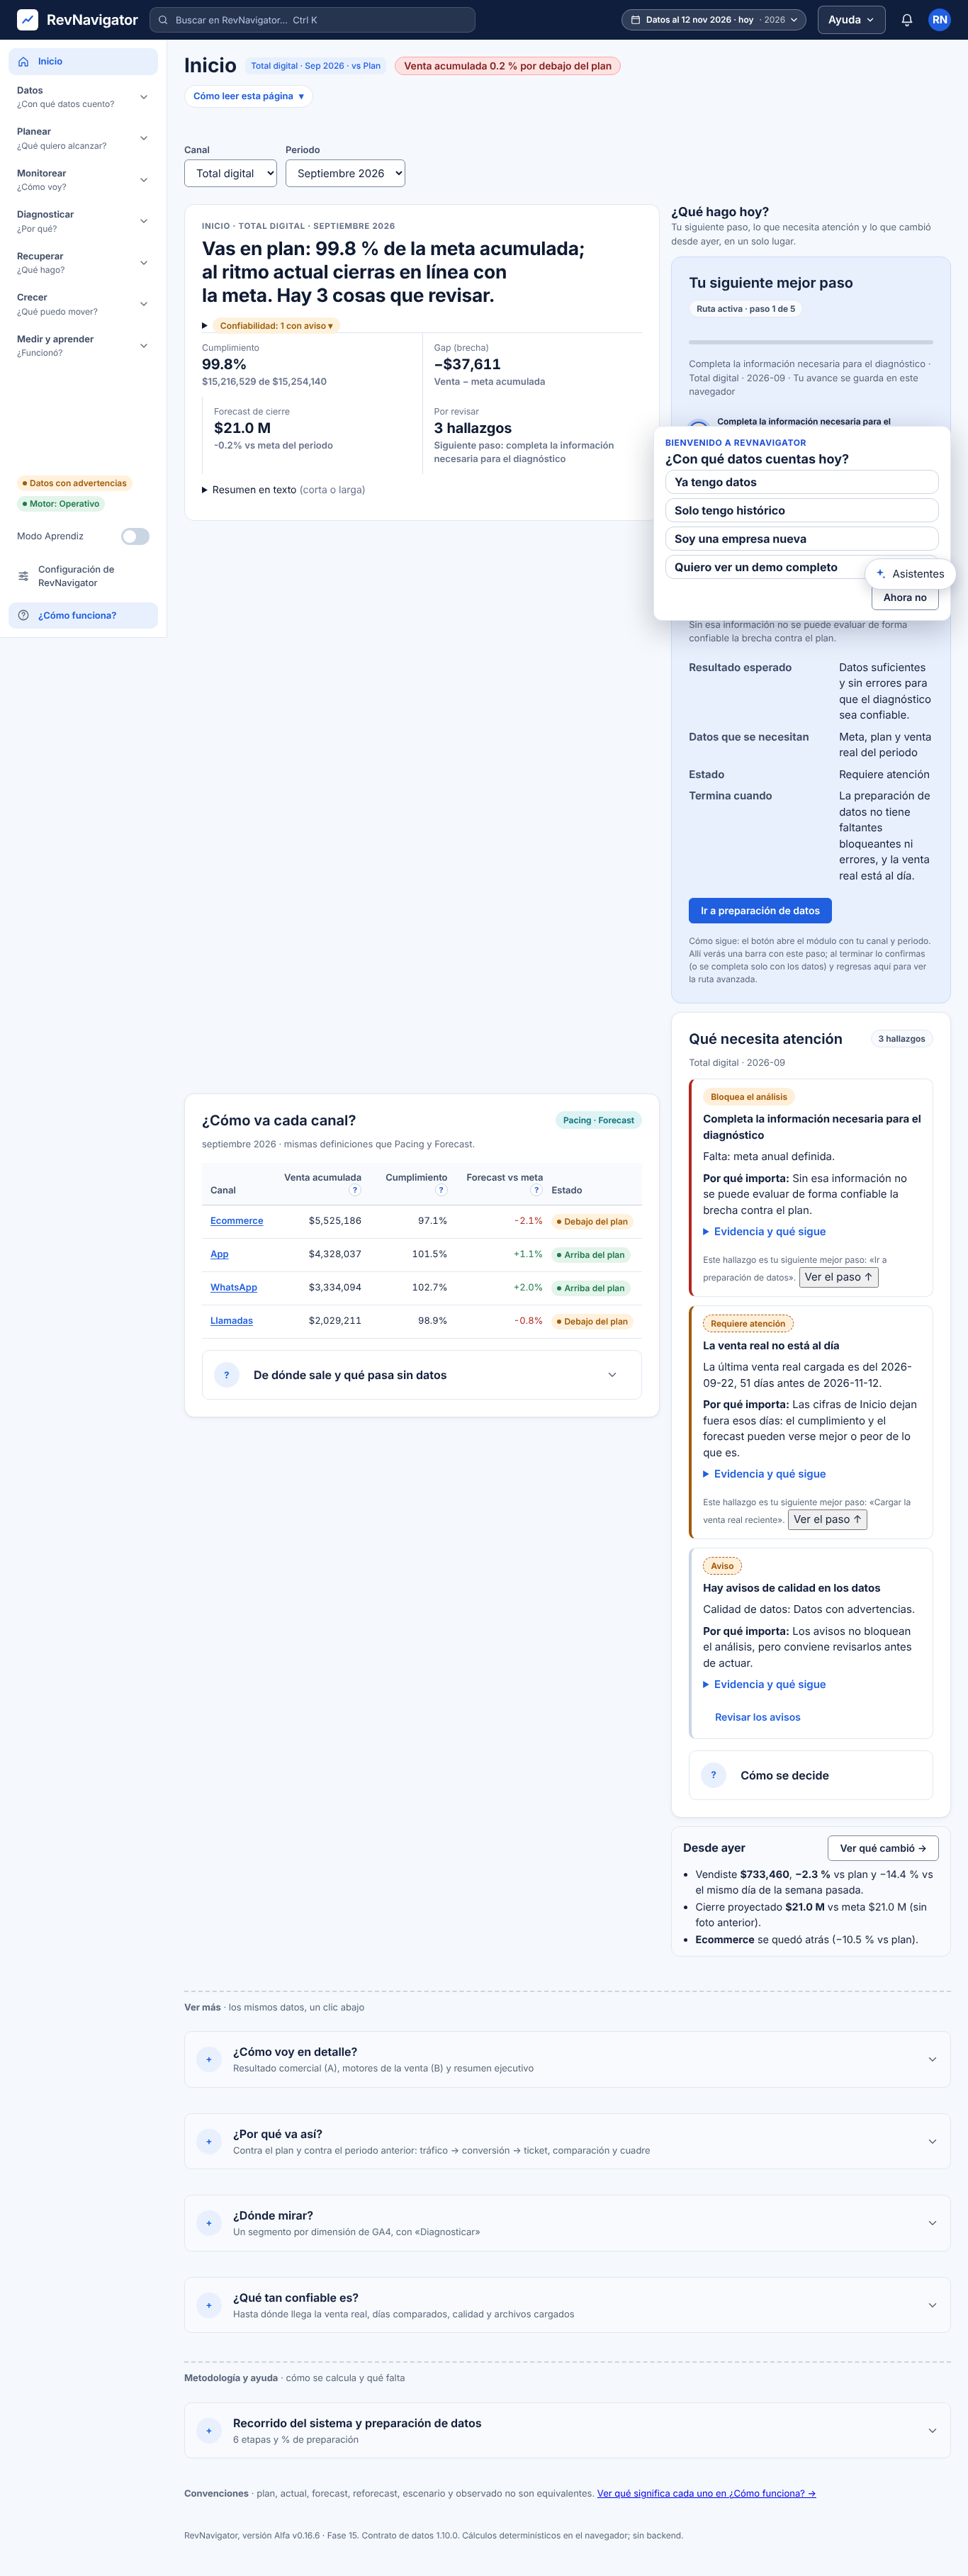 RevNavigator
Buscar en RevNavigator... Ctrl K
Datos al 12 nov 2026 · hoy · 2026
Ayuda
RN
Inicio
Datos
¿Con qué datos cuento?
Planear
¿Qué quiero alcanzar?
Monitorear
¿Cómo voy?
Diagnosticar
¿Por qué?
Recuperar
¿Qué hago?
Crecer
¿Qué puedo mover?
Medir y aprender
¿Funcionó?
Datos con advertencias
Motor: Operativo
Modo Aprendiz
Configuración de
RevNavigator
¿Cómo funciona?
Inicio
Total digital · Sep 2026 · vs Plan
Venta acumulada 0.2 % por debajo del plan
Cómo leer esta página ▾
Canal
Periodo
Total digital
Septiembre 2026
INICIO · TOTAL DIGITAL · SEPTIEMBRE 2026
Vas en plan: 99.8 % de la meta acumulada;
al ritmo actual cierras en línea con
la meta. Hay 3 cosas que revisar.
▶ Confiabilidad: 1 con aviso ▾
Cumplimiento
99.8%
$15,216,529 de $15,254,140
Gap (brecha)
−$37,611
Venta − meta acumulada
Forecast de cierre
$21.0 M
-0.2% vs meta del periodo
Por revisar
3 hallazgos
Siguiente paso: completa la información
necesaria para el diagnóstico
▶ Resumen en texto (corta o larga)
¿Qué hago hoy?
Tu siguiente paso, lo que necesita atención y lo que cambió
desde ayer, en un solo lugar.
Tu siguiente mejor paso
Ruta activa · paso 1 de 5
Completa la información necesaria para el diagnóstico ·
Total digital · 2026-09 · Tu avance se guarda en este
navegador
Completa la información necesaria para el
BIENVENIDO A REVNAVIGATOR
¿Con qué datos cuentas hoy?
Ya tengo datos
Solo tengo histórico
Soy una empresa nueva
Quiero ver un demo completo
Asistentes
Ahora no
Sin esa información no se puede evaluar de forma
confiable la brecha contra el plan.
Resultado esperado
Datos suficientes
y sin errores para
que el diagnóstico
sea confiable.
Datos que se necesitan
Meta, plan y venta
real del periodo
Estado
Requiere atención
Termina cuando
La preparación de
datos no tiene
faltantes
bloqueantes ni
errores, y la venta
real está al día.
Ir a preparación de datos
Cómo sigue: el botón abre el módulo con tu canal y periodo.
Allí verás una barra con este paso; al terminar lo confirmas
(o se completa solo con los datos) y regresas aquí para ver
la ruta avanzada.
¿Cómo va cada canal?
Pacing · Forecast
septiembre 2026 · mismas definiciones que Pacing y Forecast.
Canal
Venta acumulada ?
Cumplimiento ?
Forecast vs meta ?
Estado
Ecommerce $5,525,186 97.1% -2.1% Debajo del plan
App $4,328,037 101.5% +1.1% Arriba del plan
WhatsApp $3,334,094 102.7% +2.0% Arriba del plan
Llamadas $2,029,211 98.9% -0.8% Debajo del plan
? De dónde sale y qué pasa sin datos
Qué necesita atención
3 hallazgos
Total digital · 2026-09
Bloquea el análisis
Completa la información necesaria para el
diagnóstico
Falta: meta anual definida.
Por qué importa: Sin esa información no
se puede evaluar de forma confiable la
brecha contra el plan.
▶ Evidencia y qué sigue
Este hallazgo es tu siguiente mejor paso: «Ir a
preparación de datos». Ver el paso ↑
Requiere atención
La venta real no está al día
La última venta real cargada es del 2026-
09-22, 51 días antes de 2026-11-12.
Por qué importa: Las cifras de Inicio dejan
fuera esos días: el cumplimiento y el
forecast pueden verse mejor o peor de lo
que es.
▶ Evidencia y qué sigue
Este hallazgo es tu siguiente mejor paso: «Cargar la
venta real reciente». Ver el paso ↑
Aviso
Hay avisos de calidad en los datos
Calidad de datos: Datos con advertencias.
Por qué importa: Los avisos no bloquean
el análisis, pero conviene revisarlos antes
de actuar.
▶ Evidencia y qué sigue
Revisar los avisos
? Cómo se decide
Desde ayer
Ver qué cambió →
• Vendiste $733,460, −2.3 % vs plan y −14.4 % vs
el mismo día de la semana pasada.
• Cierre proyectado $21.0 M vs meta $21.0 M (sin
foto anterior).
• Ecommerce se quedó atrás (−10.5 % vs plan).
Ver más · los mismos datos, un clic abajo
+ ¿Cómo voy en detalle?
Resultado comercial (A), motores de la venta (B) y resumen ejecutivo
+ ¿Por qué va así?
Contra el plan y contra el periodo anterior: tráfico → conversión → ticket, comparación y cuadre
+ ¿Dónde mirar?
Un segmento por dimensión de GA4, con «Diagnosticar»
+ ¿Qué tan confiable es?
Hasta dónde llega la venta real, días comparados, calidad y archivos cargados
Metodología y ayuda · cómo se calcula y qué falta
+ Recorrido del sistema y preparación de datos
6 etapas y % de preparación
Convenciones · plan, actual, forecast, reforecast, escenario y observado no son equivalentes. Ver qué significa cada uno en ¿Cómo funciona? →
RevNavigator, versión Alfa v0.16.6 · Fase 15. Contrato de datos 1.10.0. Cálculos determinísticos en el navegador; sin backend.